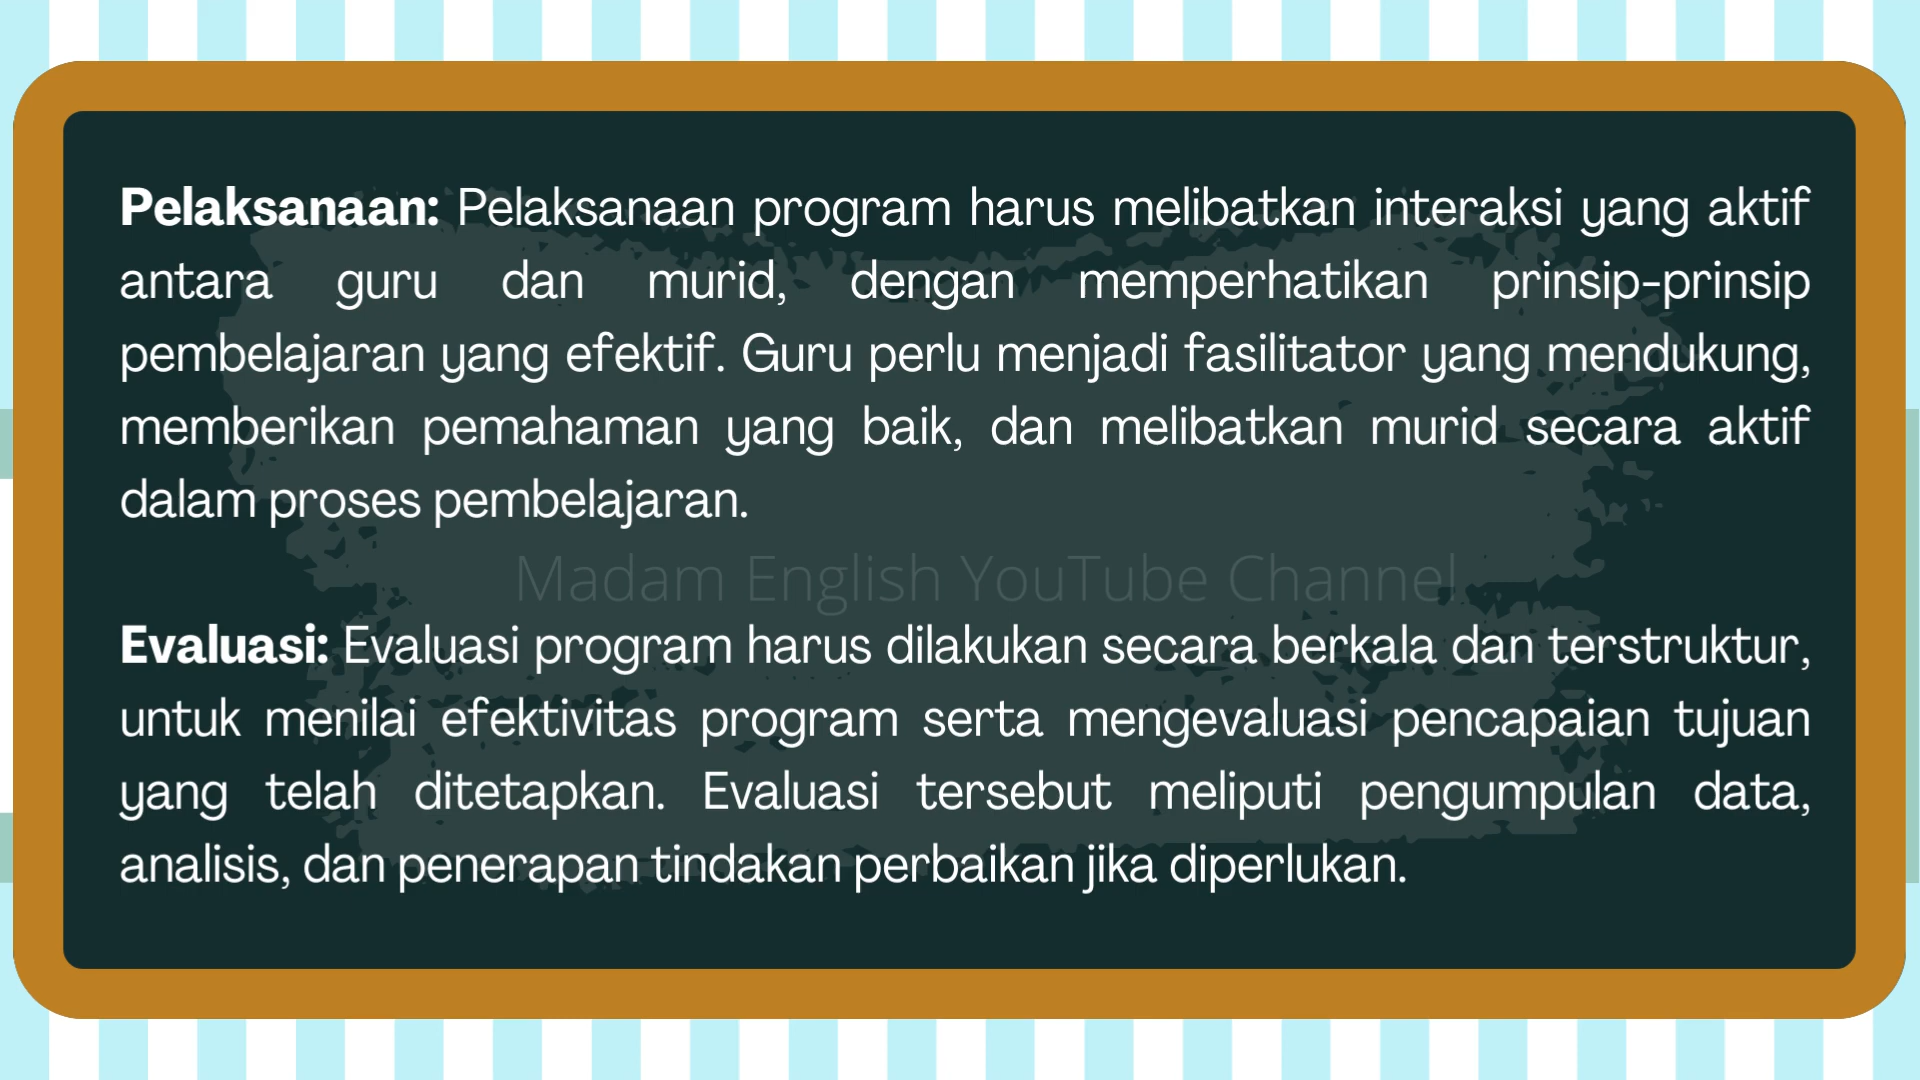 Pelaksanaan: Pelaksanaan program harus melibatkan interaksi yang aktif
antara guru dan murid, dengan memperhatikan prinsip-prinsip
pembelajaran yang efektif. Guru perlu menjadi fasilitator yang mendukung,
memberikan pemahaman yang baik, dan melibatkan murid secara aktif
dalam proses pembelajaran.
Madam English YouTube Channel
Evaluasi: Evaluasi program harus dilakukan secara berkala dan terstruktur,
untuk menilai efektivitas program serta mengevaluasi pencapaian tujuan
yang telah ditetapkan. Evaluasi tersebut meliputi pengumpulan data,
analisis, dan penerapan tindakan perbaikan jika diperlukan.